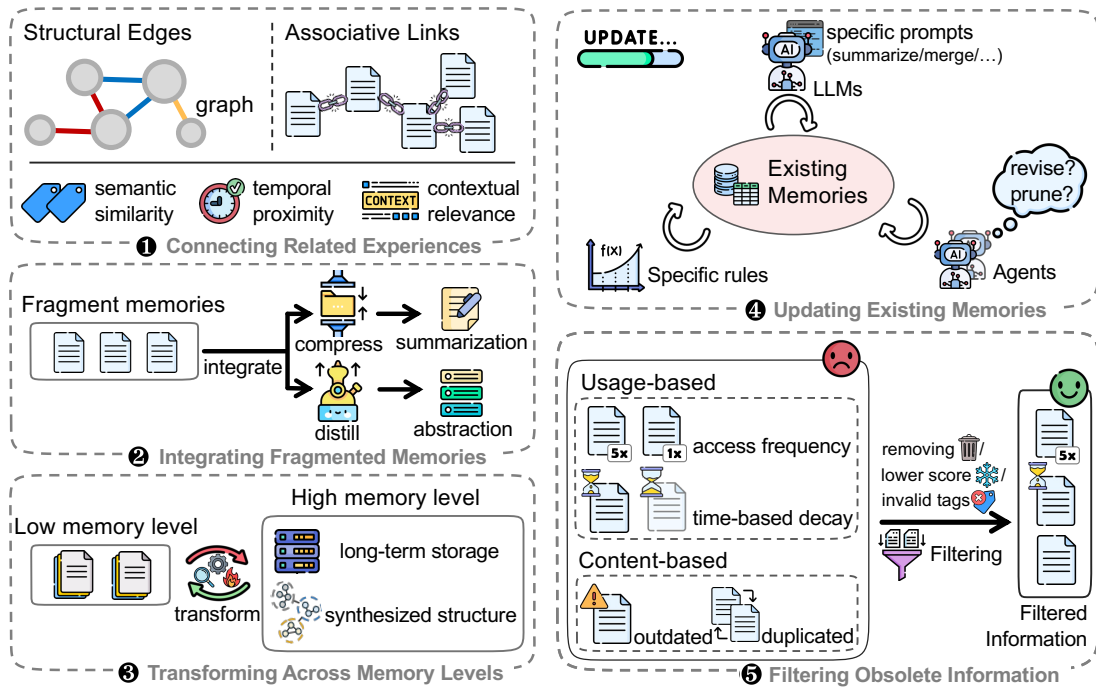 Structural Edges
graph
Associative Links
semantic
similarity
temporal
proximity
CONTEXT
contextual
relevance
❶ Connecting Related Experiences
Fragment memories
integrate
compress
summarization
distill
abstraction
❷ Integrating Fragmented Memories
Low memory level
transform
High memory level
long-term storage
synthesized structure
❸ Transforming Across Memory Levels
UPDATE...
AI
specific prompts
(summarize/merge/…)
LLMs
Existing
Memories
revise?
prune?
f(x)
Specific rules
AI
Agents
❹ Updating Existing Memories
Usage-based
5x
1x
access frequency
time-based decay
Content-based
outdated
duplicated
removing /
lower score /
invalid tags
Filtering
5x
Filtered
Information
❺ Filtering Obsolete Information